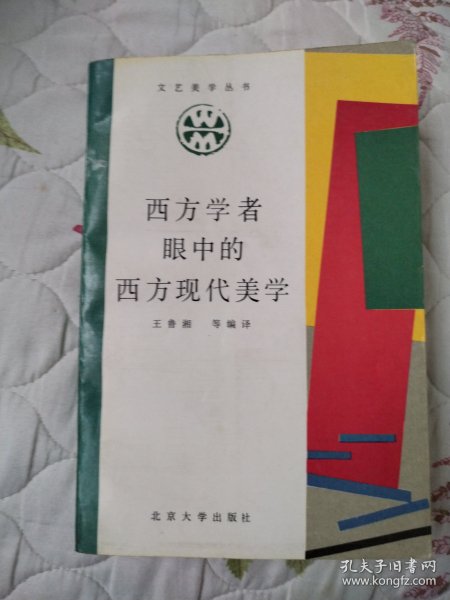 文艺美学丛书
WM
西方学者
眼中的
西方现代美学
王鲁湘 等编译
北京大学出版社
孔夫子旧书网
www.kongfz.com